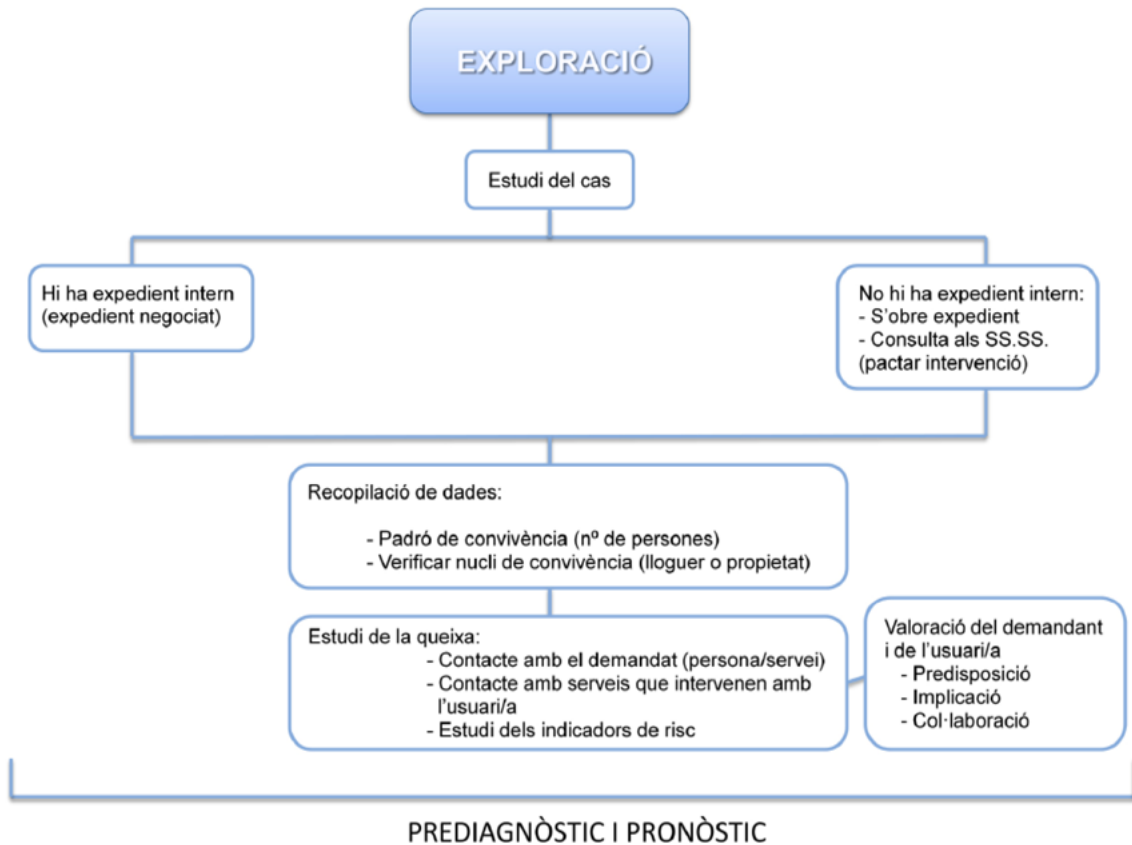 EXPLORACIÓ
Estudi del cas
Hi ha expedient intern
(expedient negociat)
No hi ha expedient intern:
- S'obre expedient
- Consulta als SS.SS.
(pactar intervenció)
Recopilació de dades:
- Padró de convivència (nº de persones)
- Verificar nucli de convivència (lloguer o propietat)
Estudi de la queixa:
- Contacte amb el demandat (persona/servei)
- Contacte amb serveis que intervenen amb
l'usuari/a
- Estudi dels indicadors de risc
Valoració del demandant
i de l'usuari/a
- Predisposició
- Implicació
- Col·laboració
PREDIAGNÒSTIC I PRONÒSTIC